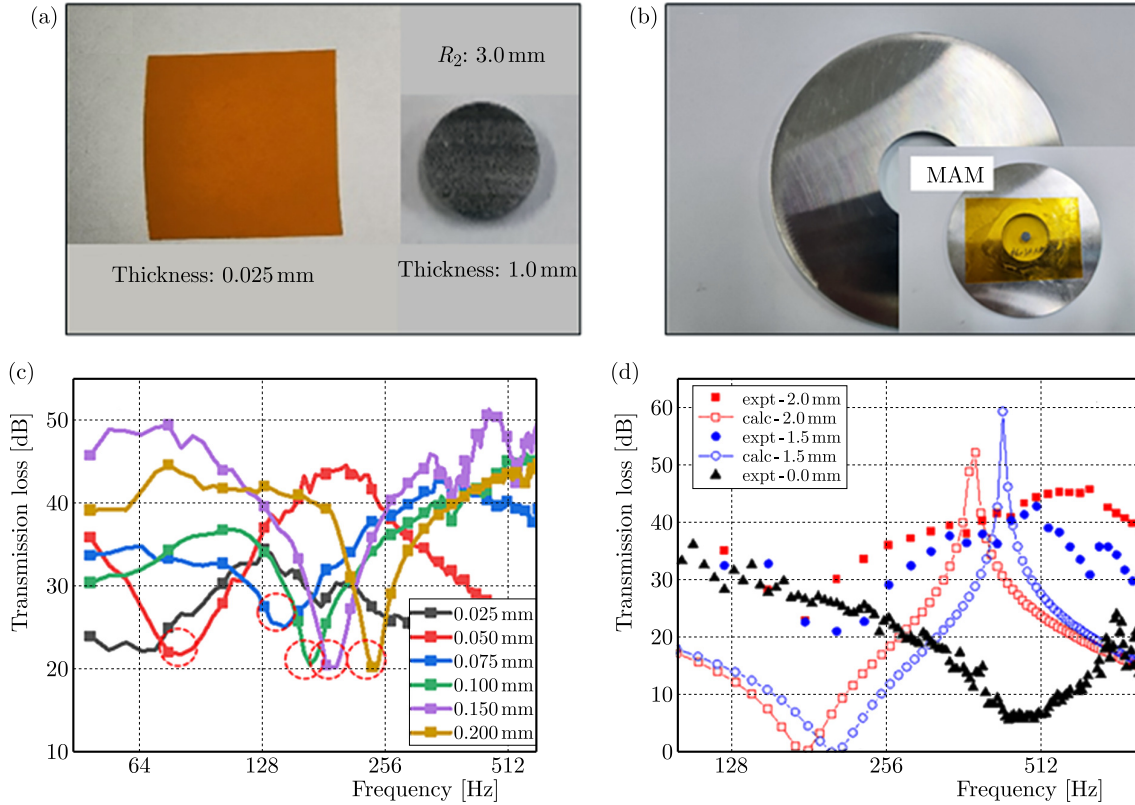 (a)
R₂: 3.0 mm
Thickness: 0.025 mm
Thickness: 1.0 mm
(b)
MAM
(c)
Transmission loss [dB]
50
40
30
20
10
64
128
256
512
Frequency [Hz]
0.025 mm
0.050 mm
0.075 mm
0.100 mm
0.150 mm
0.200 mm
(d)
Transmission loss [dB]
60
50
40
30
20
10
0
128
256
512
Frequency [Hz]
expt - 2.0 mm
calc - 2.0 mm
expt - 1.5 mm
calc - 1.5 mm
expt - 0.0 mm